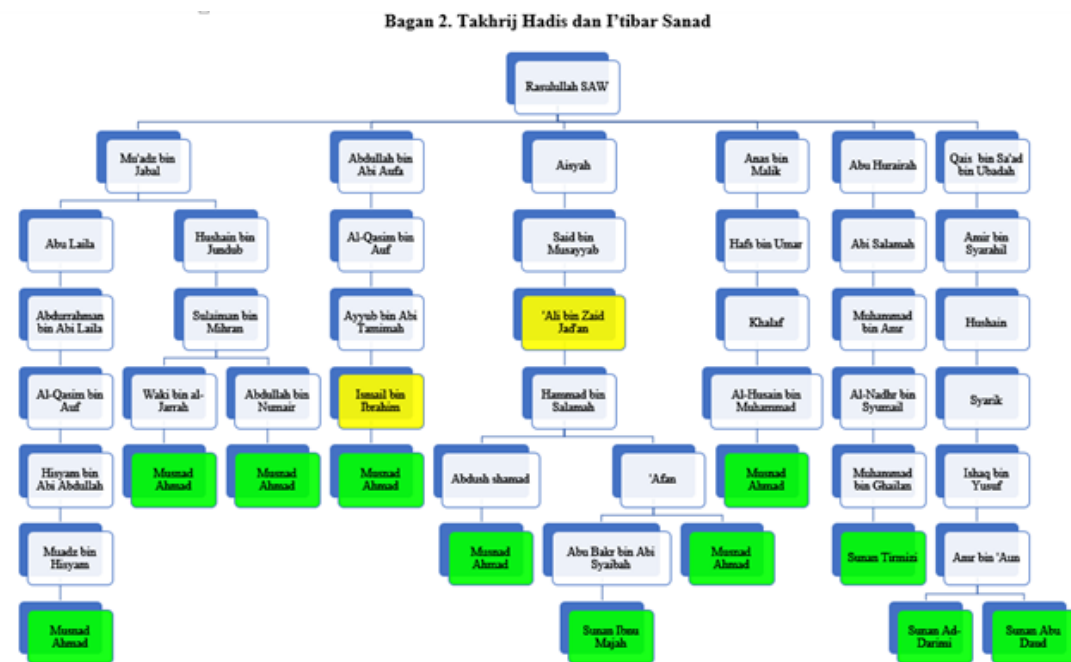 Bagan 2. Takhrij Hadis dan I'tibar Sanad
Rasulullah SAW
Mu'adz bin
Jabal
Abdullah bin
Abi Aufa
Aisyah
Anas bin
Malik
Abu Hurairah
Qais bin Sa'ad
bin Ubadah
Abu Laila
Hushain bin
Jundub
Al-Qasim bin
Auf
Said bin
Musayyab
Hafs bin Umar
Abi Salamah
Amir bin
Syarahil
Abdurrahman
bin Abi Laila
Sulaiman bin
Mihran
Ayyub bin Abi
Tamimah
'Ali bin Zaid
Jad'an
Khalaf
Muhammad
bin Amr
Hushain
Al-Qasim bin
Auf
Waki bin al-
Jarrah
Abdullah bin
Numair
Ismail bin
Ibrahim
Hammad bin
Salamah
Al-Husain bin
Muhammad
Al-Nadhr bin
Syumail
Syarik
Hisyam bin
Abi Abdullah
Musnad
Ahmad
Musnad
Ahmad
Musnad
Ahmad
Abdush shamad
'Afan
Musnad
Ahmad
Muhammad
bin Ghailan
Ishaq bin
Yusuf
Muadz bin
Hisyam
Musnad
Ahmad
Abu Bakr bin Abi
Syaibah
Musnad
Ahmad
Sunan Tirmizi
Amr bin 'Aun
Musnad
Ahmad
Sunan Ibnu
Majah
Sunan Ad-
Darimi
Sunan Abu
Daud